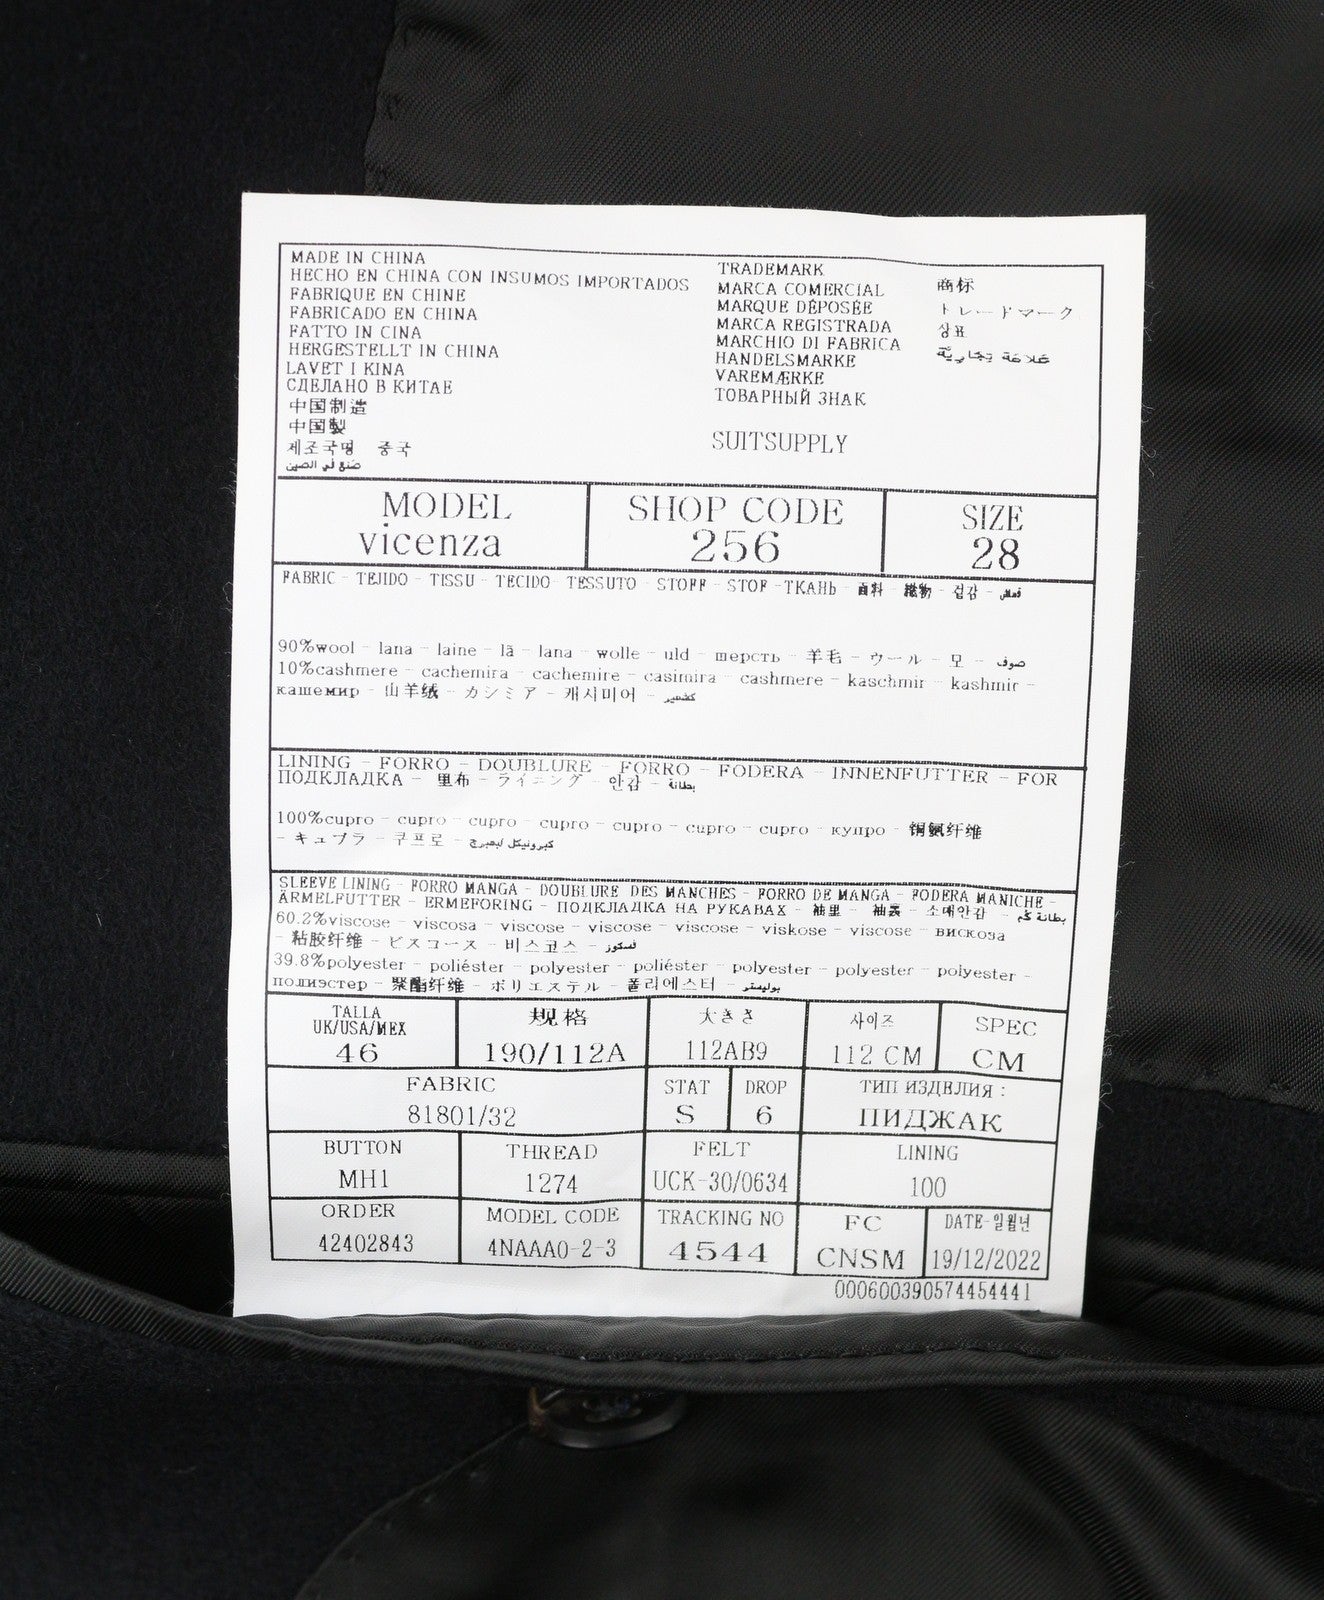 MADE IN CHINA
HECHO EN CHINA CON INSUMOS IMPORTADOS
FABRIQUE EN CHINE
FABRICADO EN CHINA
FATTO IN CINA
HERGESTELLT IN CHINA
LAVET I KINA
СДЕЛАНО В КИТАЕ
中国制造
中国製
제조국명 중국
صنع في الصين
TRADEMARK
MARCA COMERCIAL
MARQUE DÉPOSÉE
MARCA REGISTRADA
MARCHIO DI FABRICA
HANDELSMARKE
VAREMÆRKE
ТОВАРНЫЙ ЗНАК
商标
トレードマーク
상표
علامة تجارية
SUITSUPPLY
MODEL
vicenza
SHOP CODE
256
SIZE
28
FABRIC - TEJIDO - TISSU - TECIDO - TESSUTO - STOFF - STOF - ТКАНЬ - 面料 - 織物 - 겉감 - قماش
90%wool - lana - laine - lã - lana - wolle - uld - шерсть - 羊毛 - ウール - 모 - صوف
10%cashmere - cachemira - cachemire - casimira - cashmere - kaschmir - kashmir -
кашемир - 山羊绒 - カシミア - 캐시미어 - كشمير
LINING - FORRO - DOUBLURE - FORRO - FODERA - INNENFUTTER - FOR
ПОДКЛАДКА - 里布 - ライニング - 안감 - بطانة
100%cupro - cupro - cupro - cupro - cupro - cupro - cupro - купро - 铜氨纤维
- キュプラ - 쿠프로 -
SLEEVE LINING - FORRO MANGA - DOUBLURE DES MANCHES - FORRO DE MANGA - FODERA MANICHE -
ÄRMELFUTTER - ERMEFORING - ПОДКЛАДКА НА РУКАВАХ - 袖里 - 袖裏 - 소매안감 - بطانة كم
60.2%viscose - viscosa - viscose - viscose - viscose - viskose - viscose - вискоза
- 粘胶纤维 - ビスコース - 비스코스 - فسكوز
39.8%polyester - poliéster - polyester - poliéster - polyester - polyester - polyester -
полиэстер - 聚酯纤维 - ポリエステル - 폴리에스터 - بوليستر
TALLA
UK/USA/MEX
46
规格
190/112A
大きさ
112AB9
사이즈
112 CM
SPEC
CM
FABRIC
81801/32
STAT
S
DROP
6
ТИП ИЗДЕЛИЯ :
ПИДЖАК
BUTTON
MH1
THREAD
1274
FELT
UCK-30/0634
LINING
100
ORDER
42402843
MODEL CODE
4NAAA0-2-3
TRACKING NO
4544
FC
CNSM
DATE-일월년
19/12/2022
000600390574454441